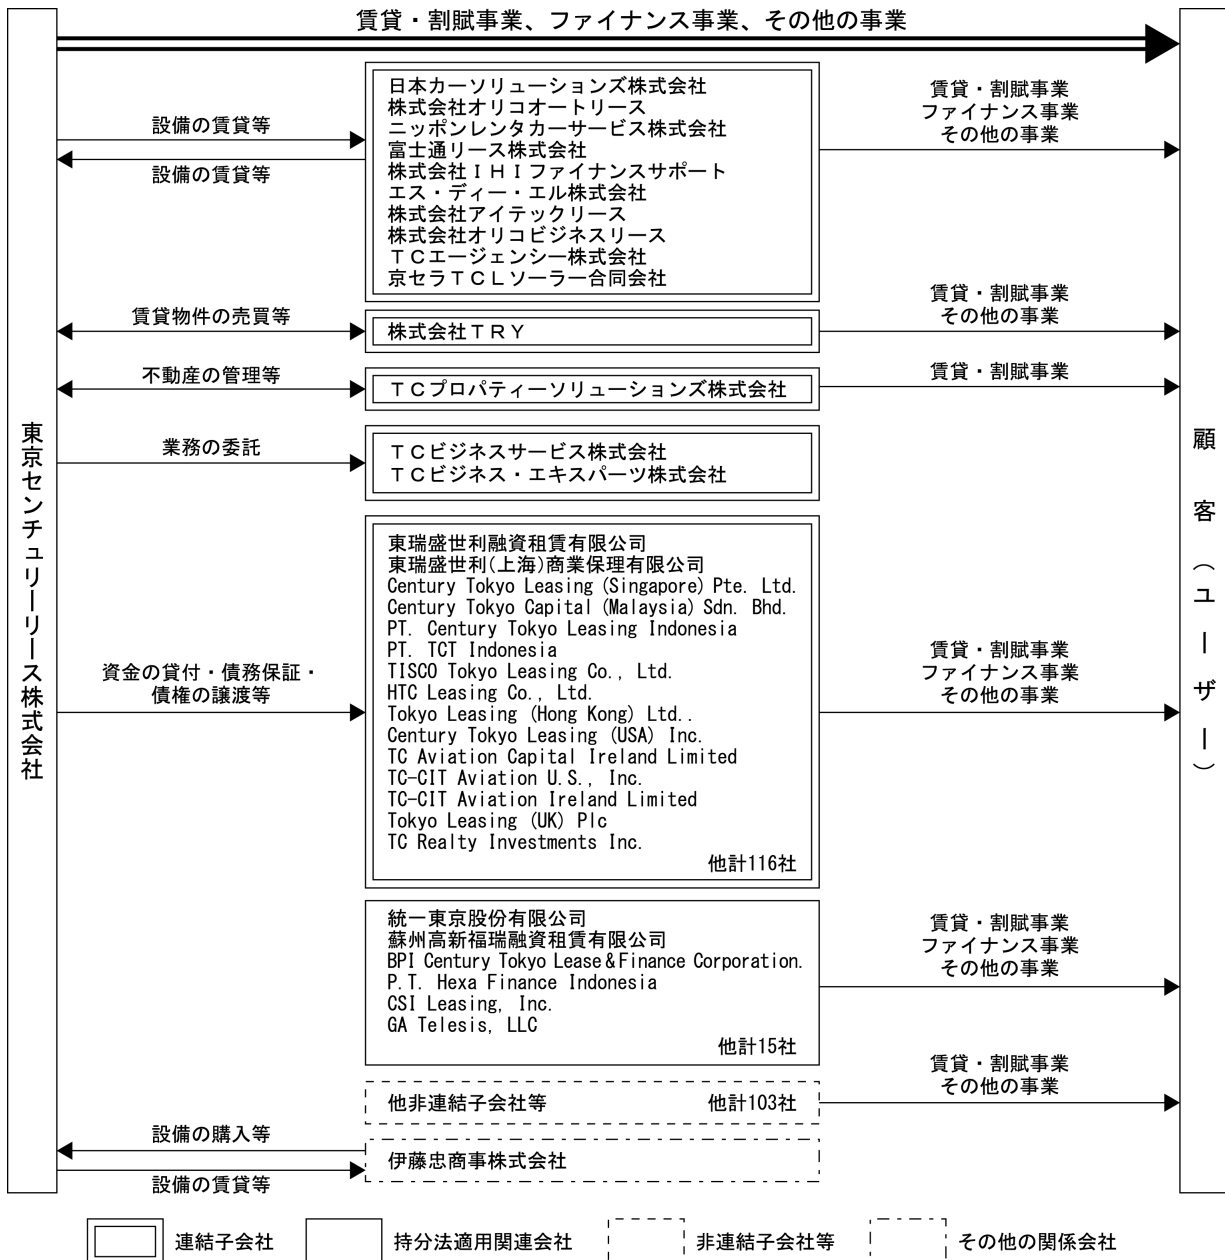 賃貸・割賦事業、ファイナンス事業、その他の事業
東京センチュリーリース株式会社
設備の賃貸等
設備の賃貸等
日本カーソリューションズ株式会社
株式会社オリコオートリース
ニッポンレンタカーサービス株式会社
富士通リース株式会社
株式会社ＩＨＩファイナンスサポート
エス・ディー・エル株式会社
株式会社アイテックリース
株式会社オリコビジネスリース
ＴＣエージェンシー株式会社
京セラＴＣＬソーラー合同会社
賃貸・割賦事業
ファイナンス事業
その他の事業
賃貸物件の売買等
株式会社ＴＲＹ
賃貸・割賦事業
その他の事業
不動産の管理等
ＴＣプロパティーソリューションズ株式会社
賃貸・割賦事業
業務の委託
ＴＣビジネスサービス株式会社
ＴＣビジネス・エキスパーツ株式会社
資金の貸付・債務保証・
債権の譲渡等
東瑞盛世利融資租賃有限公司
東瑞盛世利(上海)商業保理有限公司
Century Tokyo Leasing (Singapore) Pte. Ltd.
Century Tokyo Capital (Malaysia) Sdn. Bhd.
PT. Century Tokyo Leasing Indonesia
PT. TCT Indonesia
TISCO Tokyo Leasing Co., Ltd.
HTC Leasing Co., Ltd.
Tokyo Leasing (Hong Kong) Ltd..
Century Tokyo Leasing (USA) Inc.
TC Aviation Capital Ireland Limited
TC-CIT Aviation U.S., Inc.
TC-CIT Aviation Ireland Limited
Tokyo Leasing (UK) Plc
TC Realty Investments Inc.
他計116社
賃貸・割賦事業
ファイナンス事業
その他の事業
統一東京股份有限公司
蘇州高新福瑞融資租賃有限公司
BPI Century Tokyo Lease＆Finance Corporation.
P.T. Hexa Finance Indonesia
CSI Leasing, Inc.
GA Telesis, LLC
他計15社
賃貸・割賦事業
ファイナンス事業
その他の事業
他非連結子会社等 他計103社
賃貸・割賦事業
その他の事業
設備の購入等
設備の賃貸等
伊藤忠商事株式会社
顧客（ユーザー）
連結子会社 持分法適用関連会社 非連結子会社等 その他の関係会社